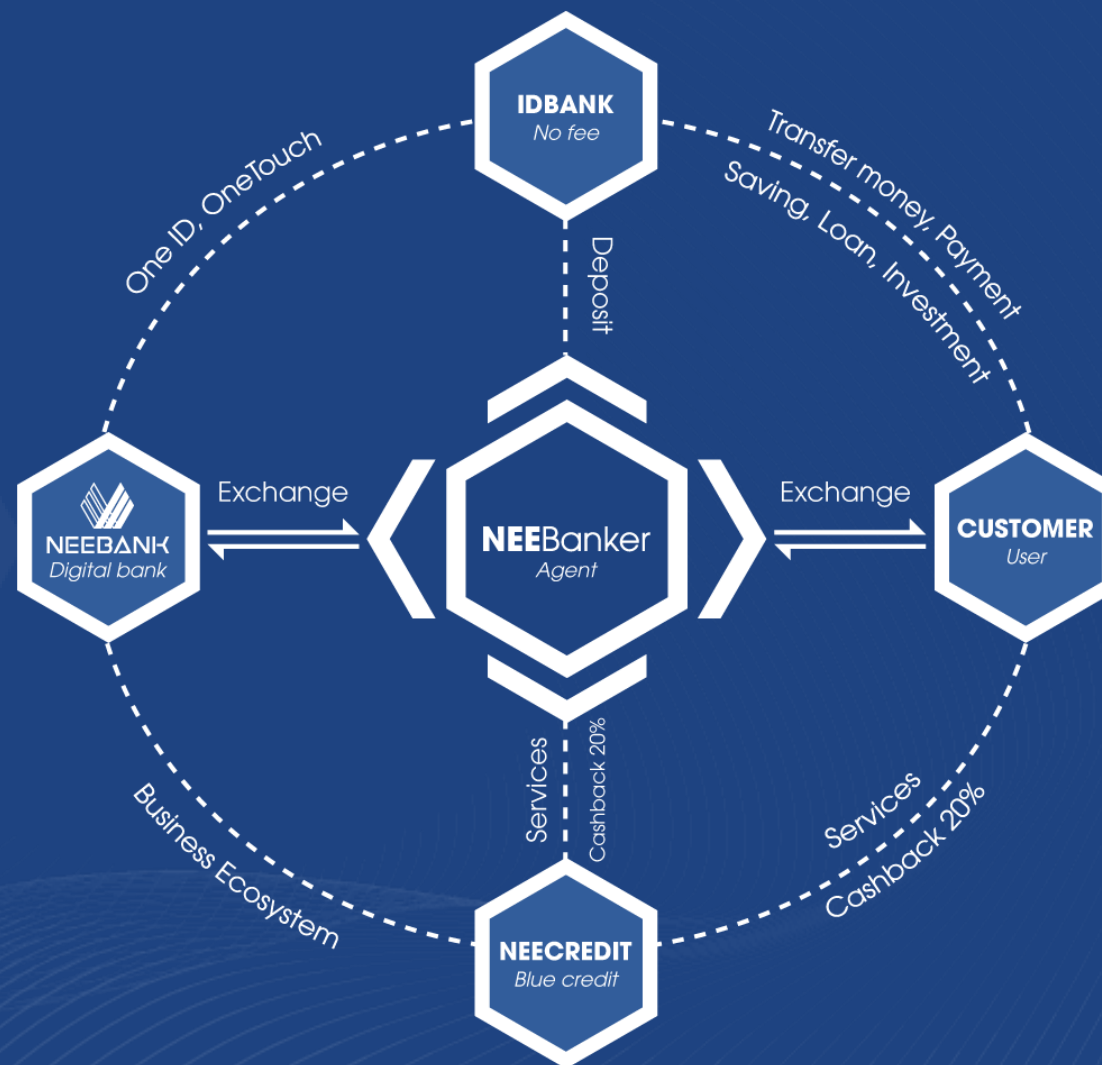 IDBANK
No fee
One ID, OneTouch
Transfer money, Payment
Saving, Loan, Investment
Deposit
NEEBANK
Digital bank
Exchange
NEEBanker
Agent
Exchange
CUSTOMER
User
Services
Cashback 20%
Business Ecosystem
Services
Cashback 20%
NEECREDIT
Blue credit